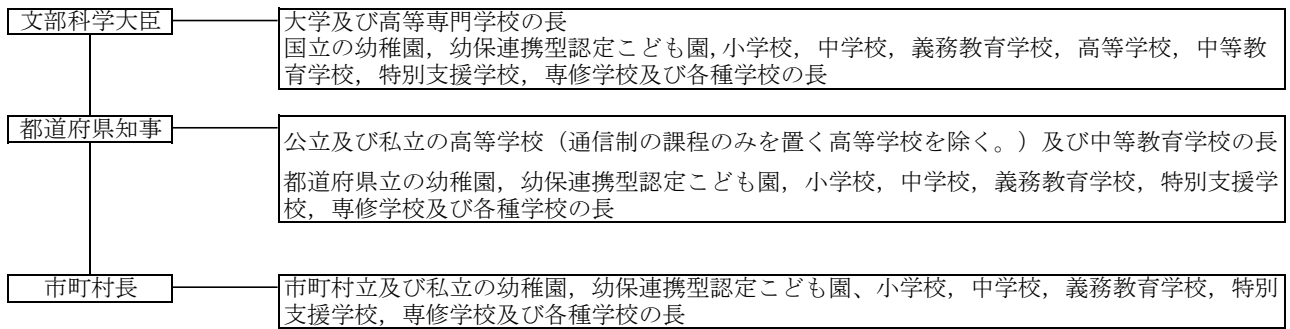 文部科学大臣
大学及び高等専門学校の長
国立の幼稚園，幼保連携型認定こども園，小学校，中学校，義務教育学校，高等学校，中等教
育学校，特別支援学校，専修学校及び各種学校の長
都道府県知事
公立及び私立の高等学校（通信制の課程のみを置く高等学校を除く。）及び中等教育学校の長
都道府県立の幼稚園，幼保連携型認定こども園，小学校，中学校，義務教育学校，特別支援学
校，専修学校及び各種学校の長
市町村長
市町村立及び私立の幼稚園，幼保連携型認定こども園、小学校，中学校，義務教育学校，特別
支援学校，専修学校及び各種学校の長